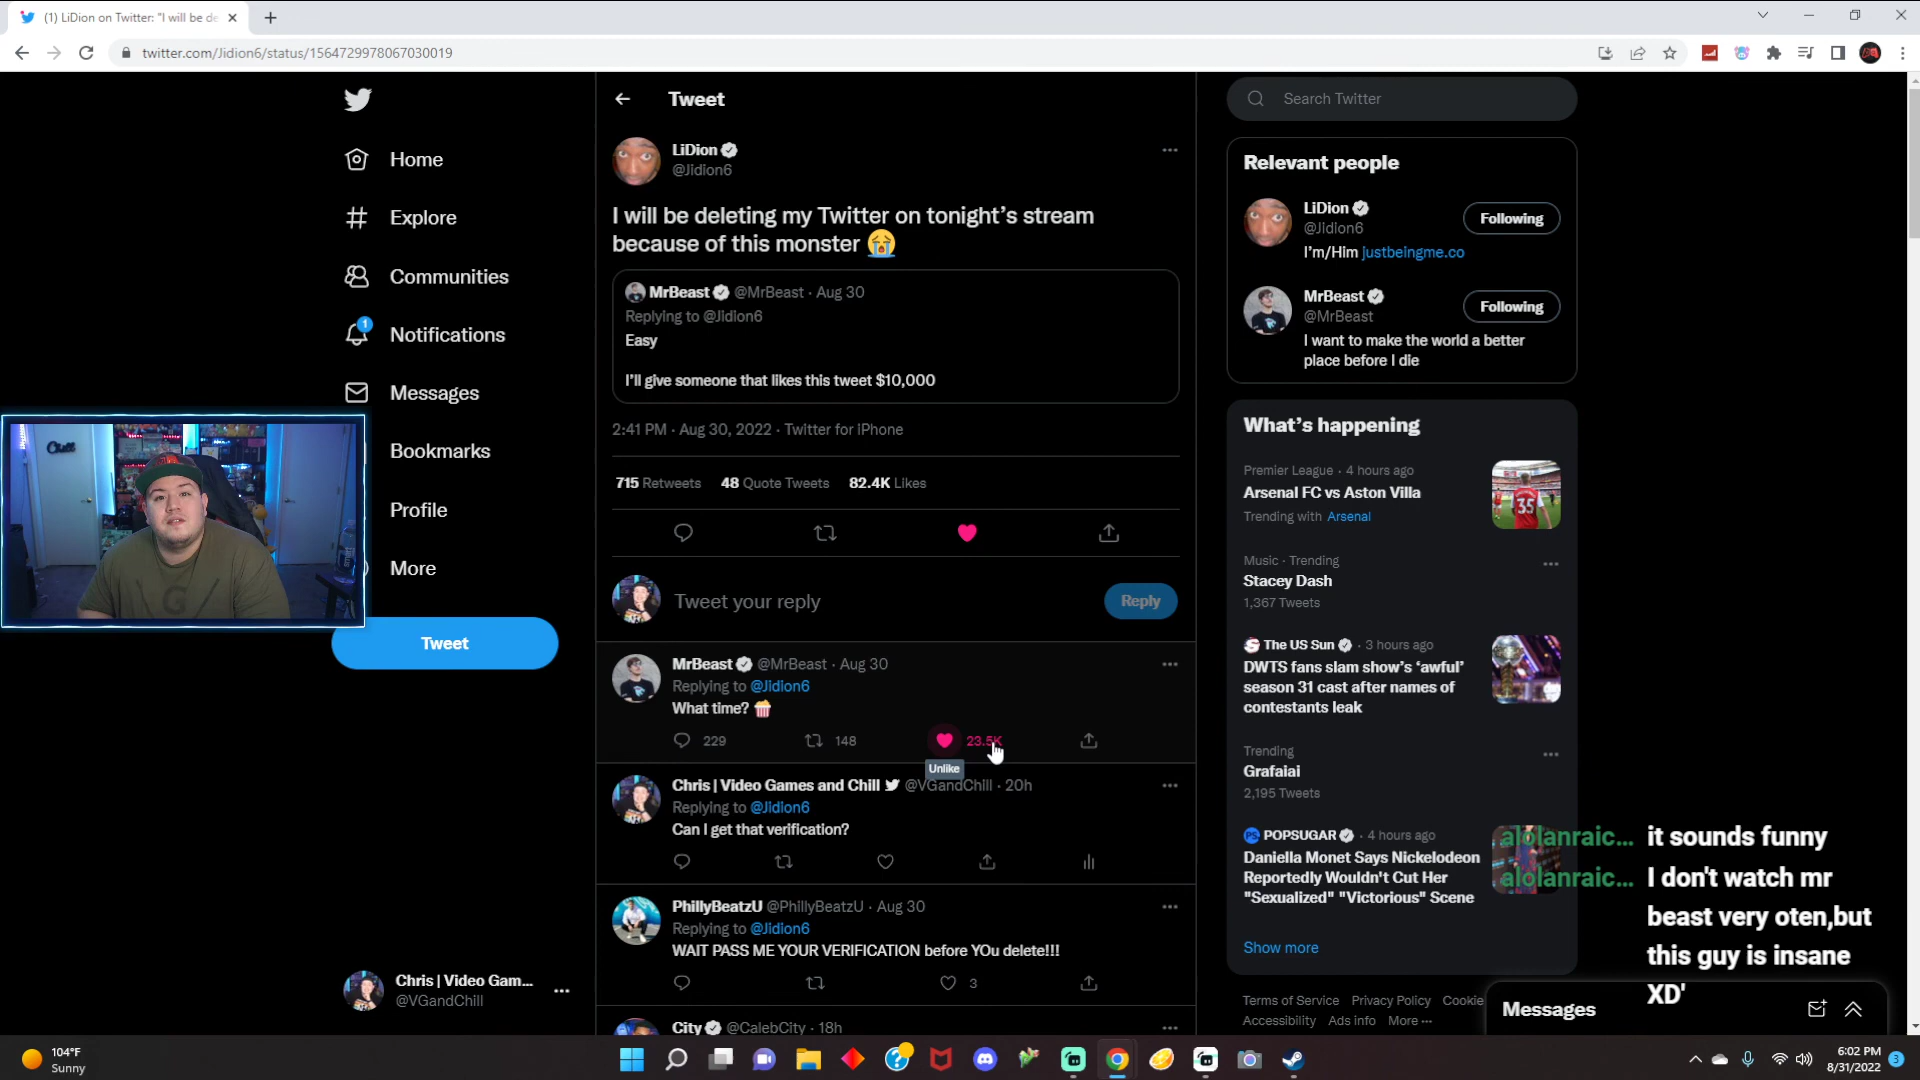 (1) LiDion on Twitter: "I will be de
twitter.com/Jidion6/status/1564729978067030019
Home
Explore
Communities
1
Notifications
Messages
Bookmarks
Profile
More
Tweet
Chris | Video Gam...
@VGandChill
Tweet
LiDion
@Jidion6
I will be deleting my Twitter on tonight's stream
because of this monster 😭
MrBeast @MrBeast · Aug 30
Replying to @Jidion6
Easy
I'll give someone that likes this tweet $10,000
2:41 PM · Aug 30, 2022 · Twitter for iPhone
715 Retweets 48 Quote Tweets 82.4K Likes
Tweet your reply
Reply
MrBeast @MrBeast · Aug 30
Replying to @Jidion6
What time? 🍿
229 148 23.5K
Unlike
Chris | Video Games and Chill @VGandChill · 20h
Replying to @Jidion6
Can I get that verification?
PhillyBeatzU @PhillyBeatzU · Aug 30
Replying to @Jidion6
WAIT PASS ME YOUR VERIFICATION before YOu delete!!!
3
City @CalebCity · 18h
Search Twitter
Relevant people
LiDion
@Jidion6
Following
I'm/Him justbeingme.co
MrBeast
@MrBeast
Following
I want to make the world a better
place before I die
What's happening
Premier League · 4 hours ago
Arsenal FC vs Aston Villa
Trending with Arsenal
35
Music · Trending
Stacey Dash
1,367 Tweets
The US Sun · 3 hours ago
DWTS fans slam show's 'awful'
season 31 cast after names of
contestants leak
Trending
Grafaiai
2,195 Tweets
POPSUGAR · 4 hours ago
Daniella Monet Says Nickelodeon
Reportedly Wouldn't Cut Her
"Sexualized" "Victorious" Scene
Show more
Terms of Service Privacy Policy Cookie
Accessibility Ads info More ···
Messages
alolanraic... it sounds funny
alolanraic... I don't watch mr
beast very oten,but
this guy is insane
XD'
Chill
G
104°F
Sunny
6:02 PM
8/31/2022
3